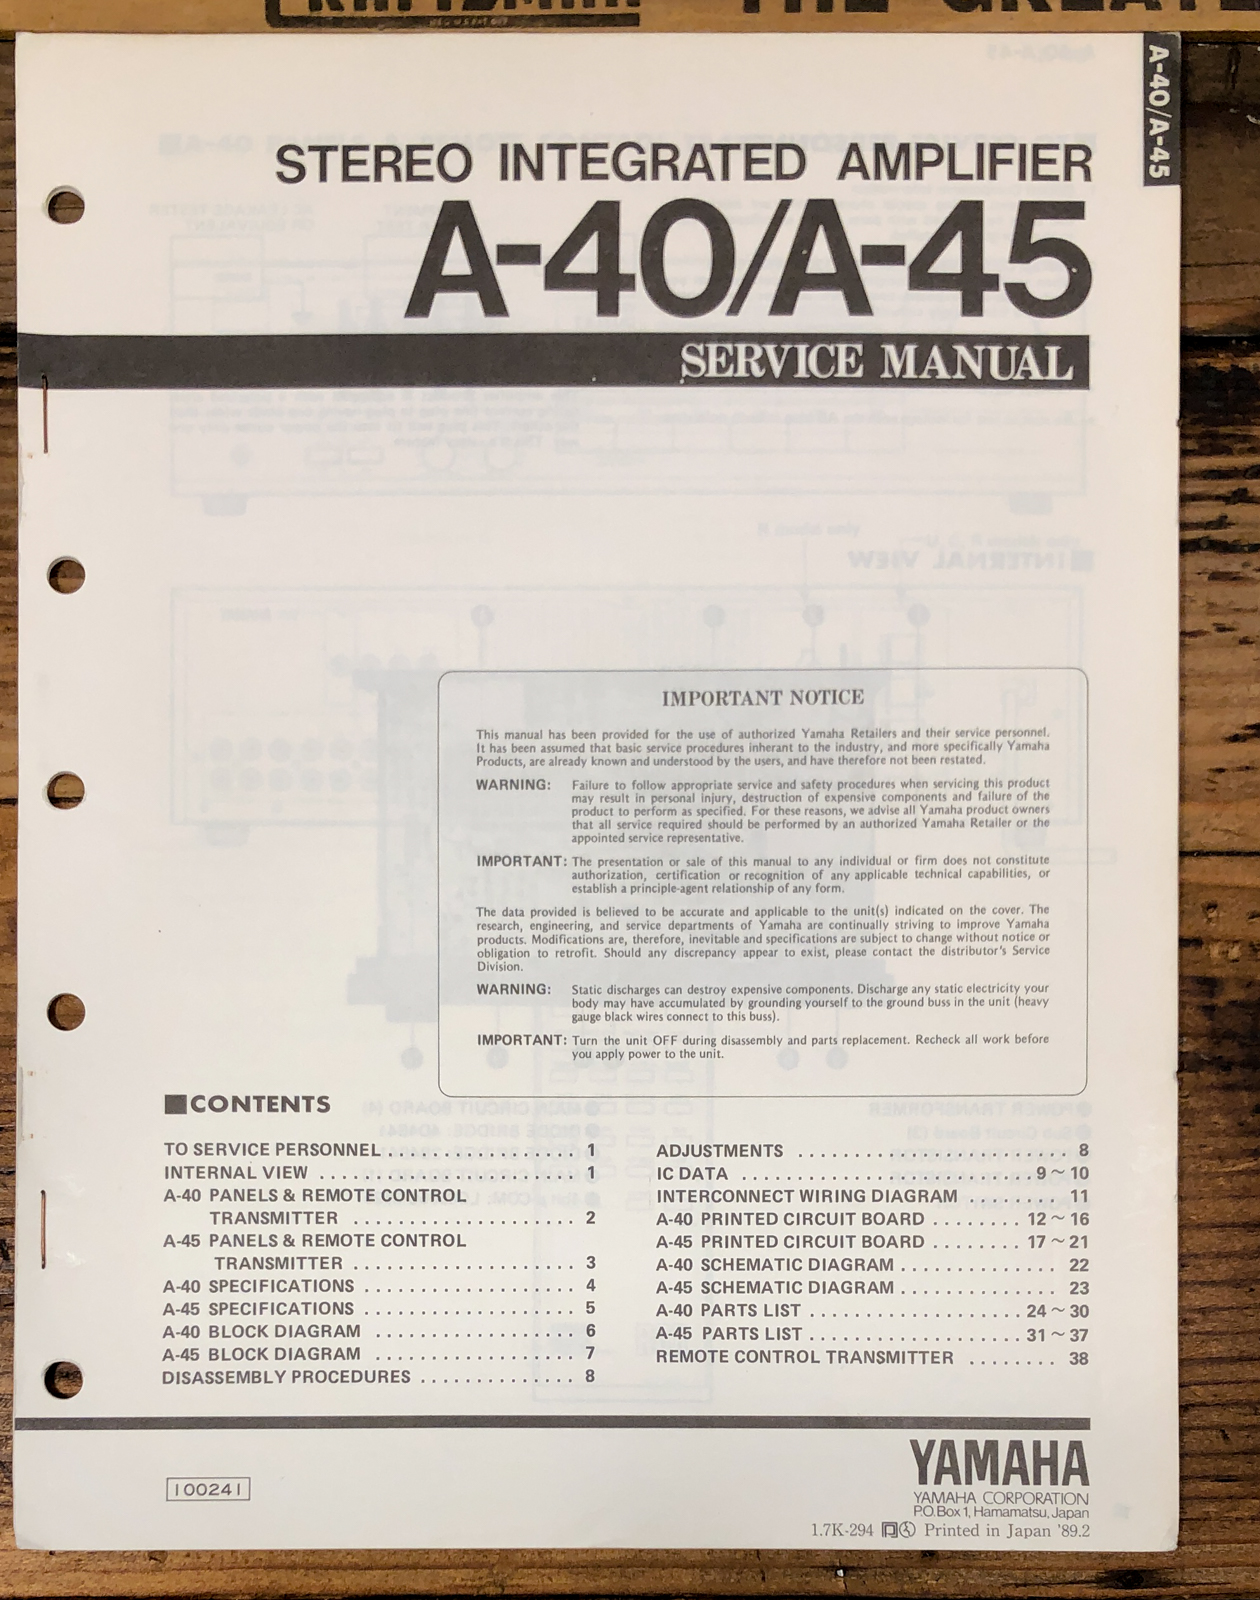 THE GREATE
A-40/A-45
STEREO INTEGRATED AMPLIFIER
A-40/A-45
SERVICE MANUAL
IMPORTANT NOTICE
This manual has been provided for the use of authorized Yamaha Retailers and their service personnel.
It has been assumed that basic service procedures inherant to the industry, and more specifically Yamaha
Products, are already known and understood by the users, and have therefore not been restated.
WARNING: Failure to follow appropriate service and safety procedures when servicing this product
may result in personal injury, destruction of expensive components and failure of the
product to perform as specified. For these reasons, we advise all Yamaha product owners
that all service required should be performed by an authorized Yamaha Retailer or the
appointed service representative.
IMPORTANT: The presentation or sale of this manual to any individual or firm does not constitute
authorization, certification or recognition of any applicable technical capabilities, or
establish a principle-agent relationship of any form.
The data provided is believed to be accurate and applicable to the unit(s) indicated on the cover. The
research, engineering, and service departments of Yamaha are continually striving to improve Yamaha
products. Modifications are, therefore, inevitable and specifications are subject to change without notice or
obligation to retrofit. Should any discrepancy appear to exist, please contact the distributor's Service
Division.
WARNING: Static discharges can destroy expensive components. Discharge any static electricity your
body may have accumulated by grounding yourself to the ground buss in the unit (heavy
gauge black wires connect to this buss).
IMPORTANT: Turn the unit OFF during disassembly and parts replacement. Recheck all work before
you apply power to the unit.
■CONTENTS
TO SERVICE PERSONNEL.................. 1
INTERNAL VIEW ...................... 1
A-40 PANELS & REMOTE CONTROL
TRANSMITTER .................... 2
A-45 PANELS & REMOTE CONTROL
TRANSMITTER .................... 3
A-40 SPECIFICATIONS ................... 4
A-45 SPECIFICATIONS ................... 5
A-40 BLOCK DIAGRAM .................. 6
A-45 BLOCK DIAGRAM .................. 7
DISASSEMBLY PROCEDURES .............. 8
ADJUSTMENTS ........................ 8
IC DATA .......................... 9 ~ 10
INTERCONNECT WIRING DIAGRAM ........ 11
A-40 PRINTED CIRCUIT BOARD ........ 12 ~ 16
A-45 PRINTED CIRCUIT BOARD ........ 17 ~ 21
A-40 SCHEMATIC DIAGRAM .............. 22
A-45 SCHEMATIC DIAGRAM .............. 23
A-40 PARTS LIST ................... 24 ~ 30
A-45 PARTS LIST ................... 31 ~ 37
REMOTE CONTROL TRANSMITTER ........ 38
100241
YAMAHA
YAMAHA CORPORATION
P.O.Box 1, Hamamatsu, Japan
1.7K-294 Printed in Japan '89.2